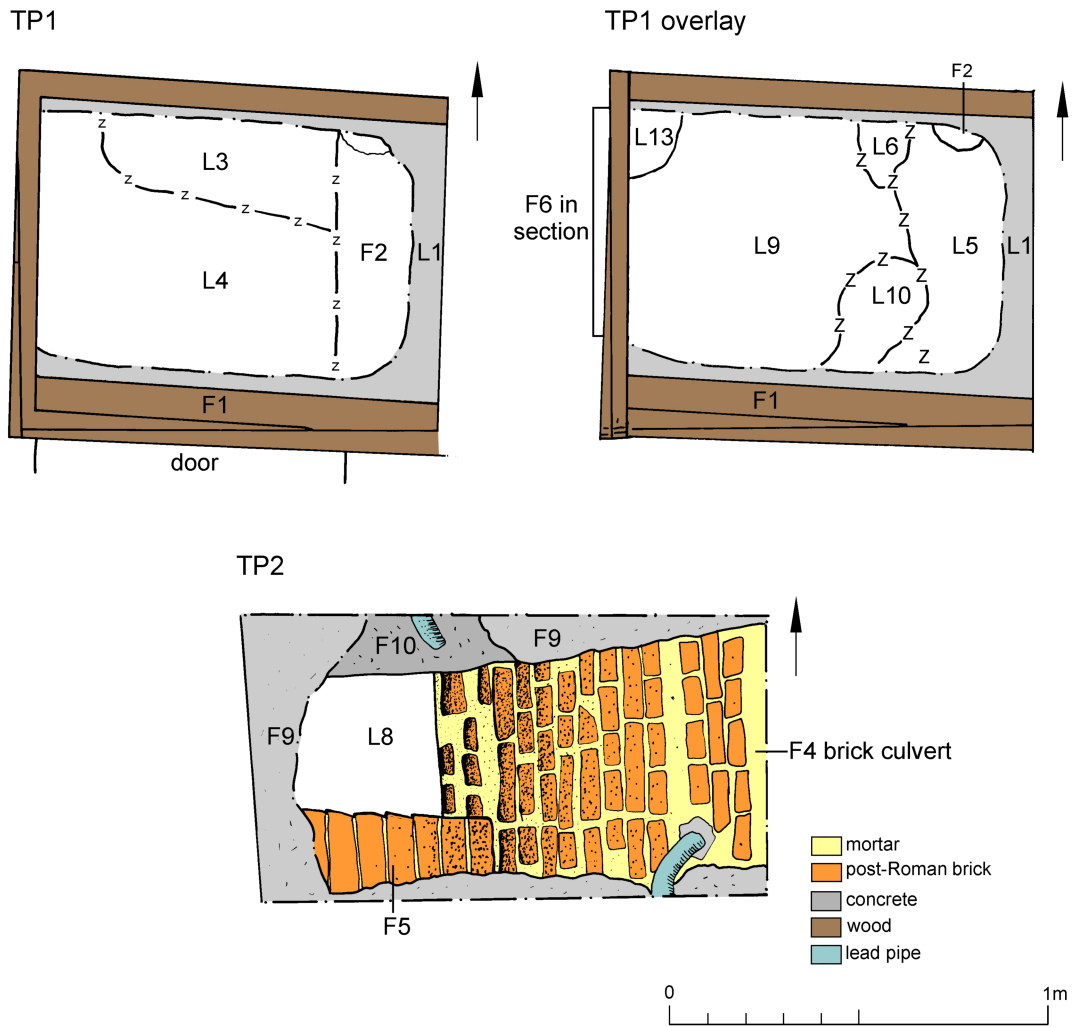 TP1
TP1 overlay
z
L3
z
z
z
z
z
z
F2
L1
L4
z
z
F1
door
F2
L13
z
L6
z
z
z
z
F6 in
section
L9
L5
L1
z
z
z
L10
z
z
z
F1
TP2
F10
F9
F9
L8
F4 brick culvert
F5
mortar
post-Roman brick
concrete
wood
lead pipe
0
1m